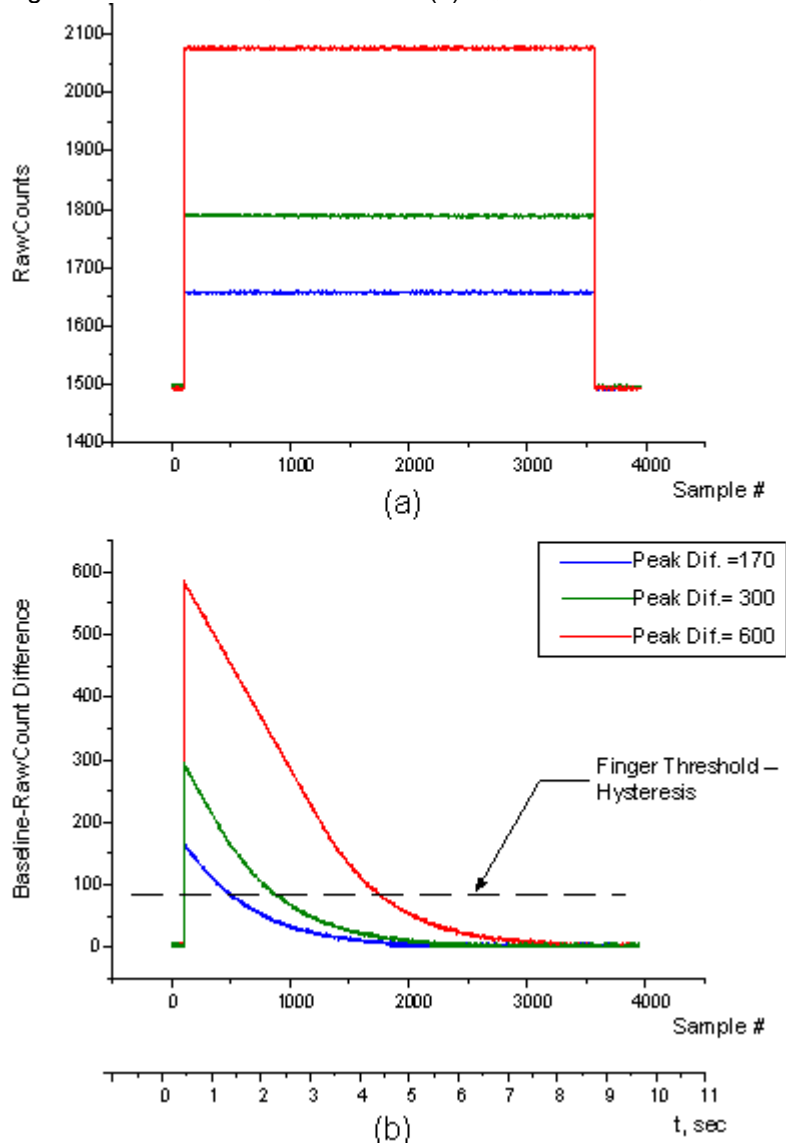 2100
2000
1900
1800
1700
1600
1500
1400
RawCounts
0 1000 2000 3000 4000
Sample #
(a)
Peak Dif. =170
Peak Dif.= 300
Peak Dif.= 600
600
500
400
300
200
100
0
Baseline-RawCount Difference
Finger Threshold –
Hysteresis
0 1000 2000 3000 4000
Sample #
0 1 2 3 4 5 6 7 8 9 10 11
(b)
t, sec